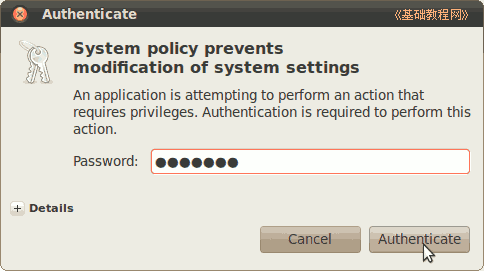 Authenticate
《基础教程网》
System policy prevents
modification of system settings
An application is attempting to perform an action that
requires privileges. Authentication is required to perform this
action.
Password: ●●●●●●●
+ Details
Cancel Authenticate